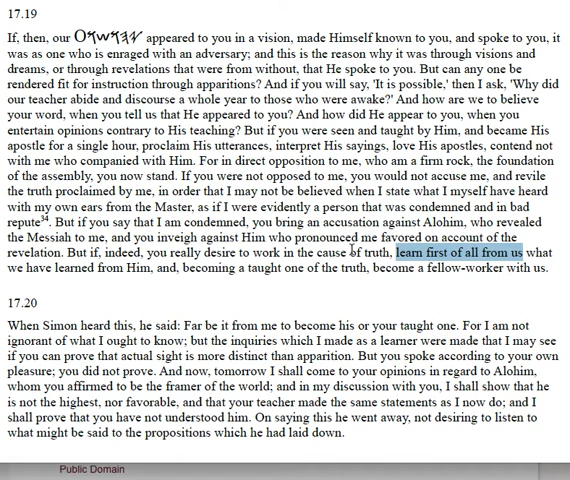 17.19
If, then, our 𐤉𐤄𐤅𐤔𐤅𐤏 appeared to you in a vision, made Himself known to you, and spoke to you, it
was as one who is enraged with an adversary; and this is the reason why it was through visions and
dreams, or through revelations that were from without, that He spoke to you. But can any one be
rendered fit for instruction through apparitions? And if you will say, 'It is possible,' then I ask, 'Why did
our teacher abide and discourse a whole year to those who were awake?' And how are we to believe
your word, when you tell us that He appeared to you? And how did He appear to you, when you
entertain opinions contrary to His teaching? But if you were seen and taught by Him, and became His
apostle for a single hour, proclaim His utterances, interpret His sayings, love His apostles, contend not
with me who companied with Him. For in direct opposition to me, who am a firm rock, the foundation
of the assembly, you now stand. If you were not opposed to me, you would not accuse me, and revile
the truth proclaimed by me, in order that I may not be believed when I state what I myself have heard
with my own ears from the Master, as if I were evidently a person that was condemned and in bad
repute³⁴. But if you say that I am condemned, you bring an accusation against Alohim, who revealed
the Messiah to me, and you inveigh against Him who pronounced me favored on account of the
revelation. But if, indeed, you really desire to work in the cause of truth, learn first of all from us what
we have learned from Him, and, becoming a taught one of the truth, become a fellow-worker with us.
17.20
When Simon heard this, he said: Far be it from me to become his or your taught one. For I am not
ignorant of what I ought to know; but the inquiries which I made as a learner were made that I may see
if you can prove that actual sight is more distinct than apparition. But you spoke according to your own
pleasure; you did not prove. And now, tomorrow I shall come to your opinions in regard to Alohim,
whom you affirmed to be the framer of the world; and in my discussion with you, I shall show that he
is not the highest, nor favorable, and that your teacher made the same statements as I now do; and I
shall prove that you have not understood him. On saying this he went away, not desiring to listen to
what might be said to the propositions which he had laid down.
Public Domain